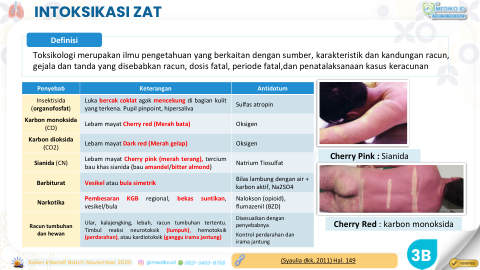 INTOKSIKASI ZAT
Definisi
Toksikologi merupakan ilmu pengetahuan yang berkaitan dengan sumber, karakteristik dan kandungan racun,
gejala dan tanda yang disebabkan racun, dosis fatal, periode fatal,dan penatalaksanaan kasus keracunan
Penyebab Keterangan Antidotum
Insektisida
(organofosfat)
Luka bercak coklat agak mencekung di bagian kulit
yang terkena. Pupil pinpoint, hipersaliva
Sulfas atropin
Karbon monoksida
(CO)
Lebam mayat Cherry red (Merah bata)
Oksigen
Karbon dioksida
(CO2)
Lebam mayat Dark red (Merah gelap)
Oksigen
Sianida (CN)
Lebam mayat Cherry pink (merah terang), tercium
bau khas sianida (bau amandel/bitter almond)
Natrium Tiosulfat
Barbiturat
Vesikel atau bula simetrik
Bilas lambung dengan air +
karbon aktif, Na2SO4
Narkotika
Pembesaran KGB regional, bekas suntikan,
vesikel/bula
Nalokson (opioid),
flumazenil (BZD)
Racun tumbuhan
dan hewan
Ular, kalajengking, lebah, racun tumbuhan tertentu.
Timbul reaksi neurotoksik (lumpuh), hemotoksik
(perdarahan), atau kardiotoksik (ganggu irama jantung)
Disesuaikan dengan
penyebabnya
Kontrol perdarahan dan
irama jantung
Cherry Pink : Sianida
Cherry Red : karbon monoksida
(Syaulia dkk, 2011) Hal. 149
3B